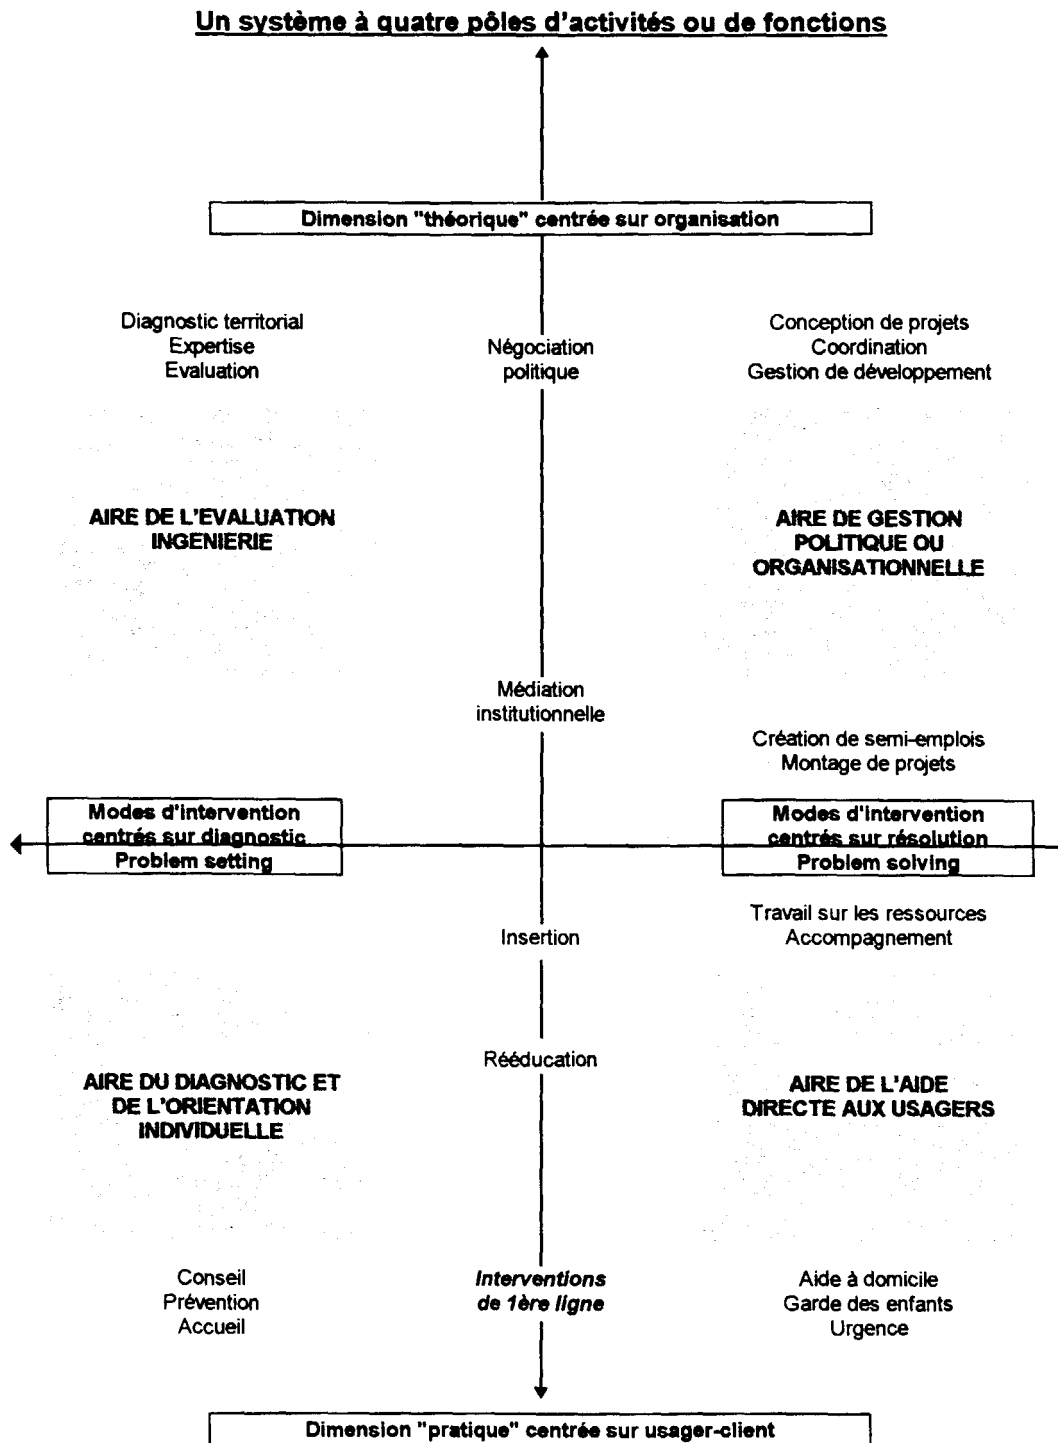 Un système à quatre pôles d'activités ou de fonctions
Dimension "théorique" centrée sur organisation
Diagnostic territorial
Expertise
Evaluation
Négociation
politique
Conception de projets
Coordination
Gestion de développement
AIRE DE L'EVALUATION
INGENIERIE
AIRE DE GESTION
POLITIQUE OU
ORGANISATIONNELLE
Médiation
institutionnelle
Création de semi-emplois
Montage de projets
Modes d'intervention
centrés sur diagnostic
Problem setting
Modes d'intervention
centrés sur résolution
Problem solving
Travail sur les ressources
Accompagnement
Insertion
Rééducation
AIRE DU DIAGNOSTIC ET
DE L'ORIENTATION
INDIVIDUELLE
AIRE DE L'AIDE
DIRECTE AUX USAGERS
Conseil
Prévention
Accueil
Interventions
de 1ère ligne
Aide à domicile
Garde des enfants
Urgence
Dimension "pratique" centrée sur usager-client